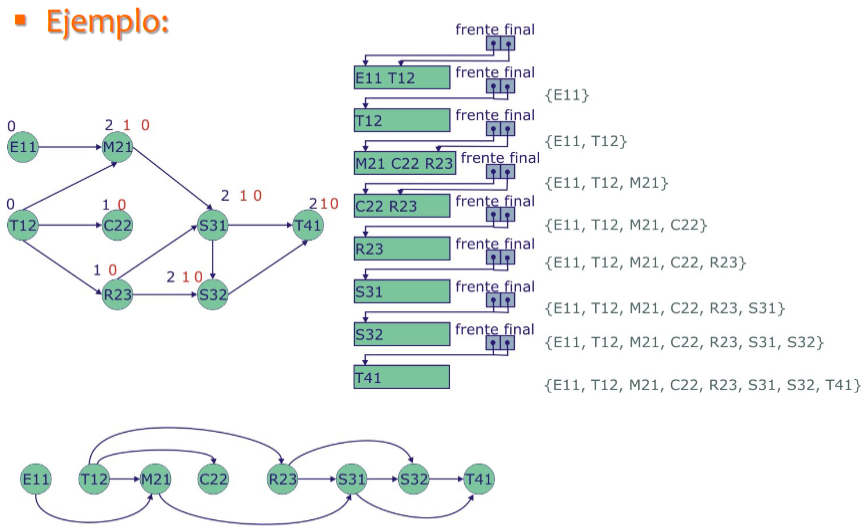 Ejemplo:
0
2 1 0
E11
M21
0
1 0
2 1 0
210
T12
C22
S31
T41
1 0
2 1 0
R23
S32
frente final
E11 T12
frente final
{E11}
T12
frente final
{E11, T12}
M21 C22 R23
frente final
{E11, T12, M21}
C22 R23
frente final
{E11, T12, M21, C22}
R23
frente final
{E11, T12, M21, C22, R23}
S31
frente final
{E11, T12, M21, C22, R23, S31}
S32
frente final
{E11, T12, M21, C22, R23, S31, S32}
T41
{E11, T12, M21, C22, R23, S31, S32, T41}
E11 T12 M21 C22 R23 S31 S32 T41